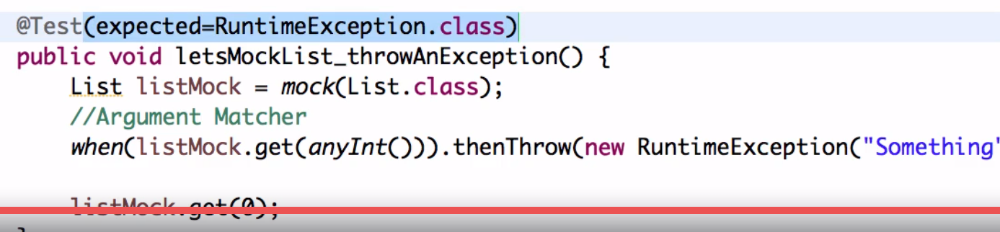 @Test(expected=RuntimeException.class)
public void letsMockList_throwAnException() {
List listMock = mock(List.class);
//Argument Matcher
when(listMock.get(anyInt())).thenThrow(new RuntimeException("Something"
listMock.get(0);
}